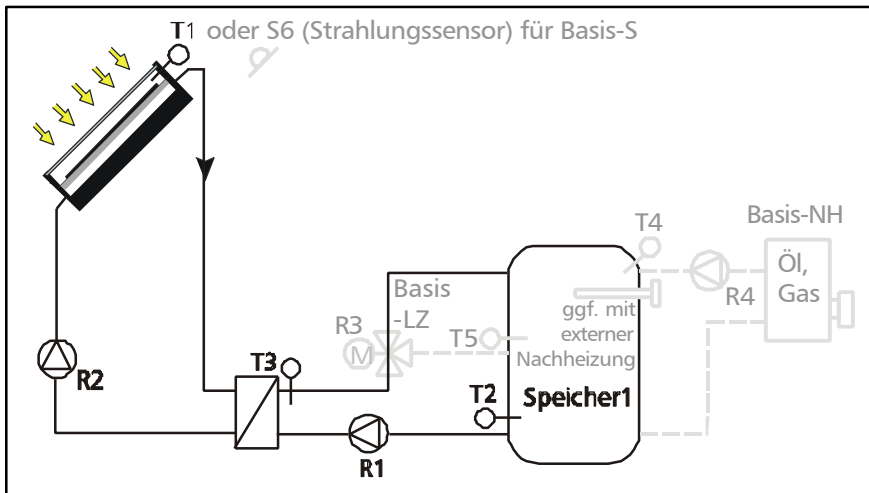 T1 oder S6 (Strahlungssensor) für Basis-S
T4
Basis-NH
Öl,
Gas
R4
Basis
-LZ
ggf. mit
externer
Nachheizung
R3
M
T5
T3
R2
T2
Speicher1
R1